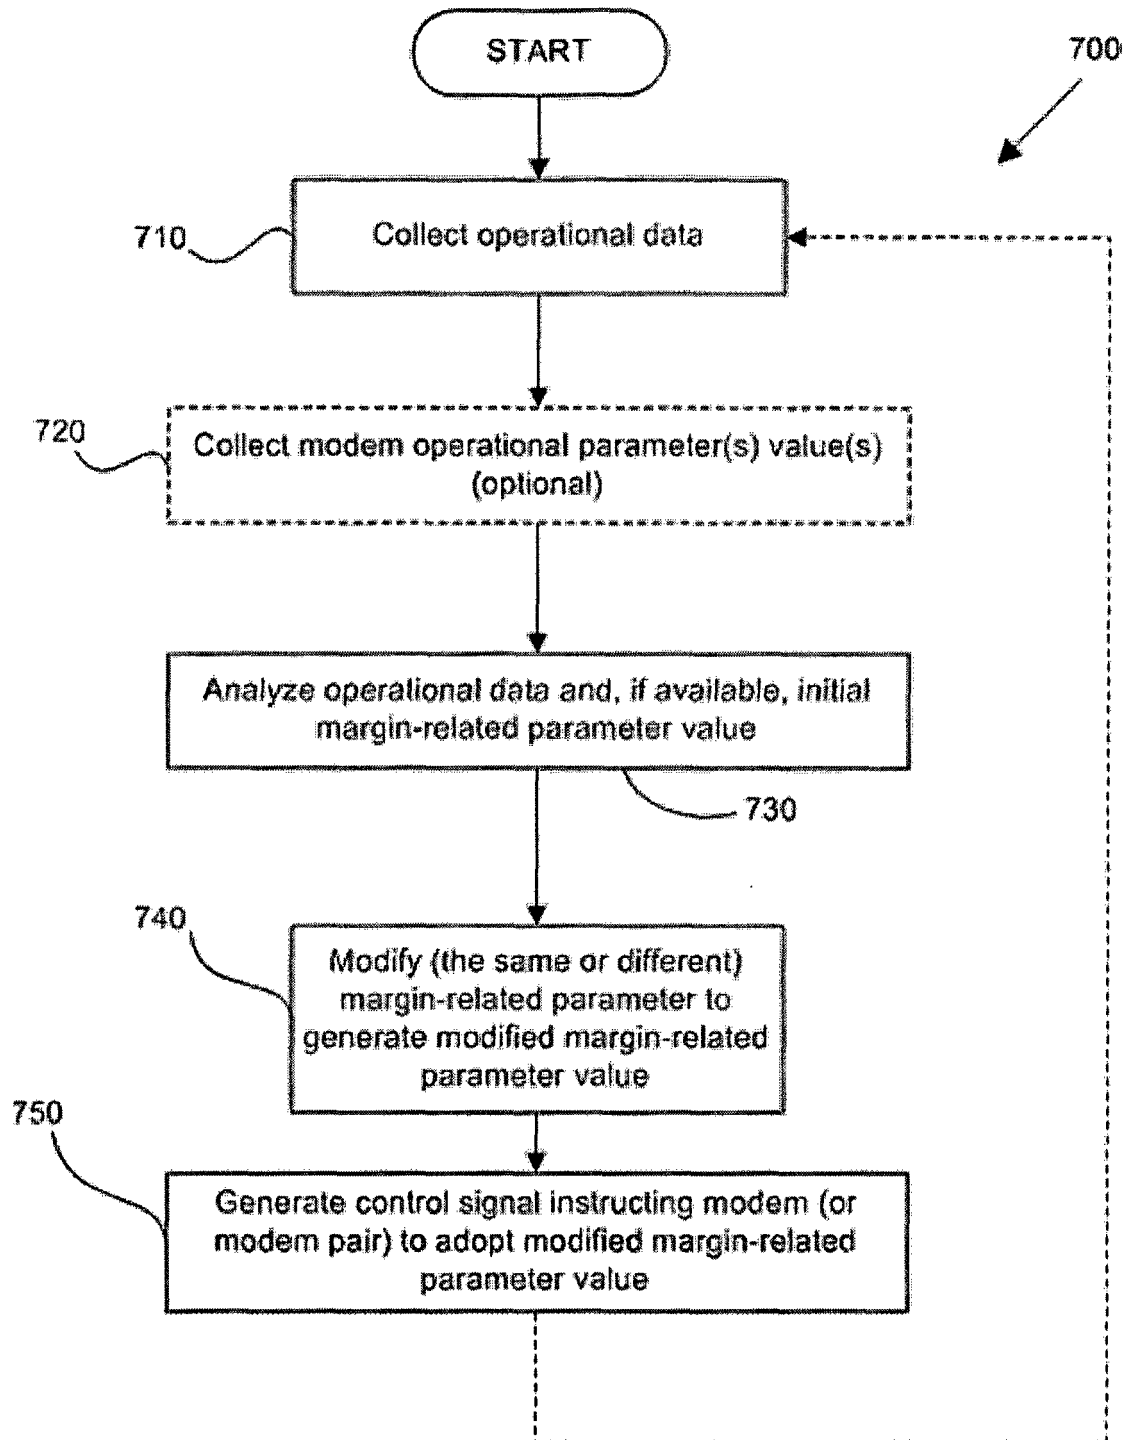 START
700
710
Collect operational data
720
Collect modem operational parameter(s) value(s)
(optional)
Analyze operational data and, if available, initial
margin-related parameter value
730
740
Modify (the same or different)
margin-related parameter to
generate modified margin-related
parameter value
750
Generate control signal instructing modem (or
modem pair) to adopt modified margin-related
parameter value